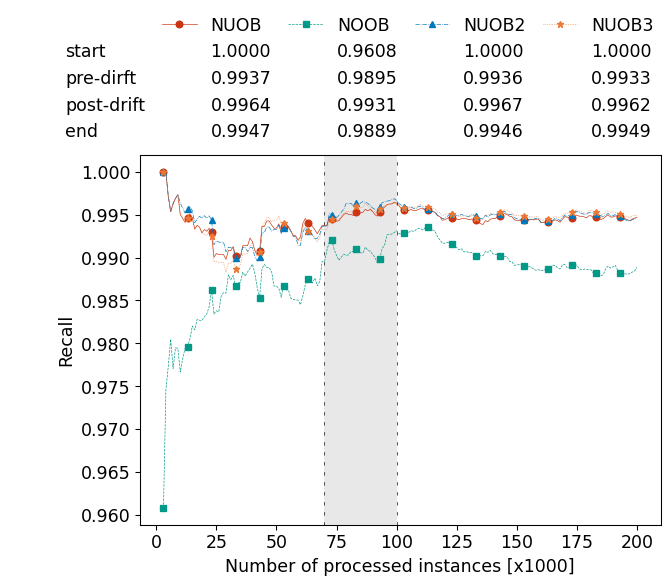 NUOB NOOB NUOB2 NUOB3
start 1.0000 0.9608 1.0000 1.0000
pre-dirft 0.9937 0.9895 0.9936 0.9933
post-drift 0.9964 0.9931 0.9967 0.9962
end 0.9947 0.9889 0.9946 0.9949
1.000
0.995
0.990
0.985
0.980
0.975
0.970
0.965
0.960
Recall
0 25 50 75 100 125 150 175 200
Number of processed instances [x1000]